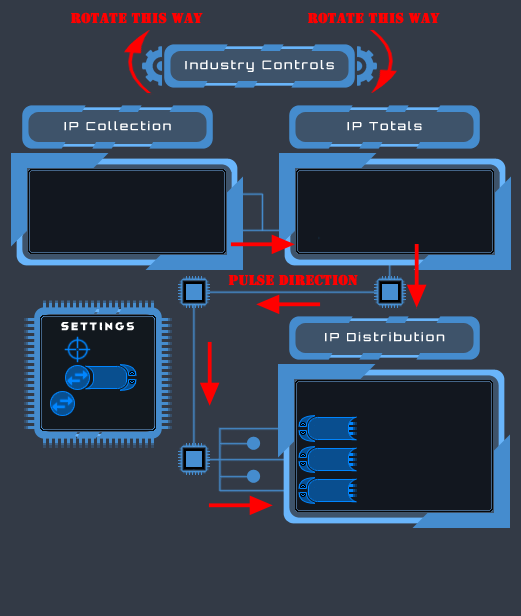 ROTATE THIS WAY
ROTATE THIS WAY
Industry Controls
IP Collection
IP Totals
PULSE DIRECTION
SETTINGS
IP Distribution